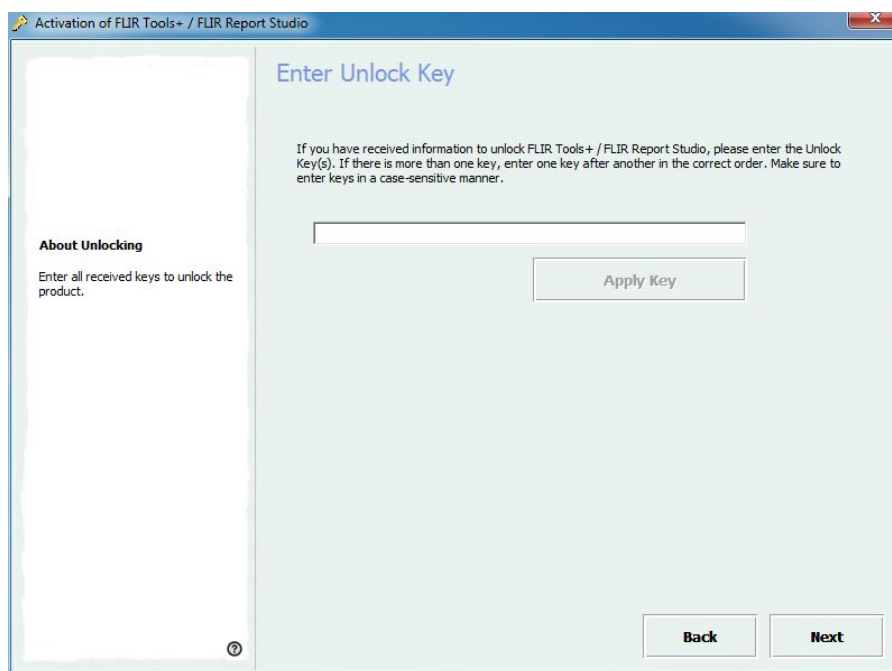 Activation of FLIR Tools+ / FLIR Report Studio
X
Enter Unlock Key
If you have received information to unlock FLIR Tools+ / FLIR Report Studio, please enter the Unlock
Key(s). If there is more than one key, enter one key after another in the correct order. Make sure to
enter keys in a case-sensitive manner.
About Unlocking
Enter all received keys to unlock the
product.
Apply Key
?
Back
Next